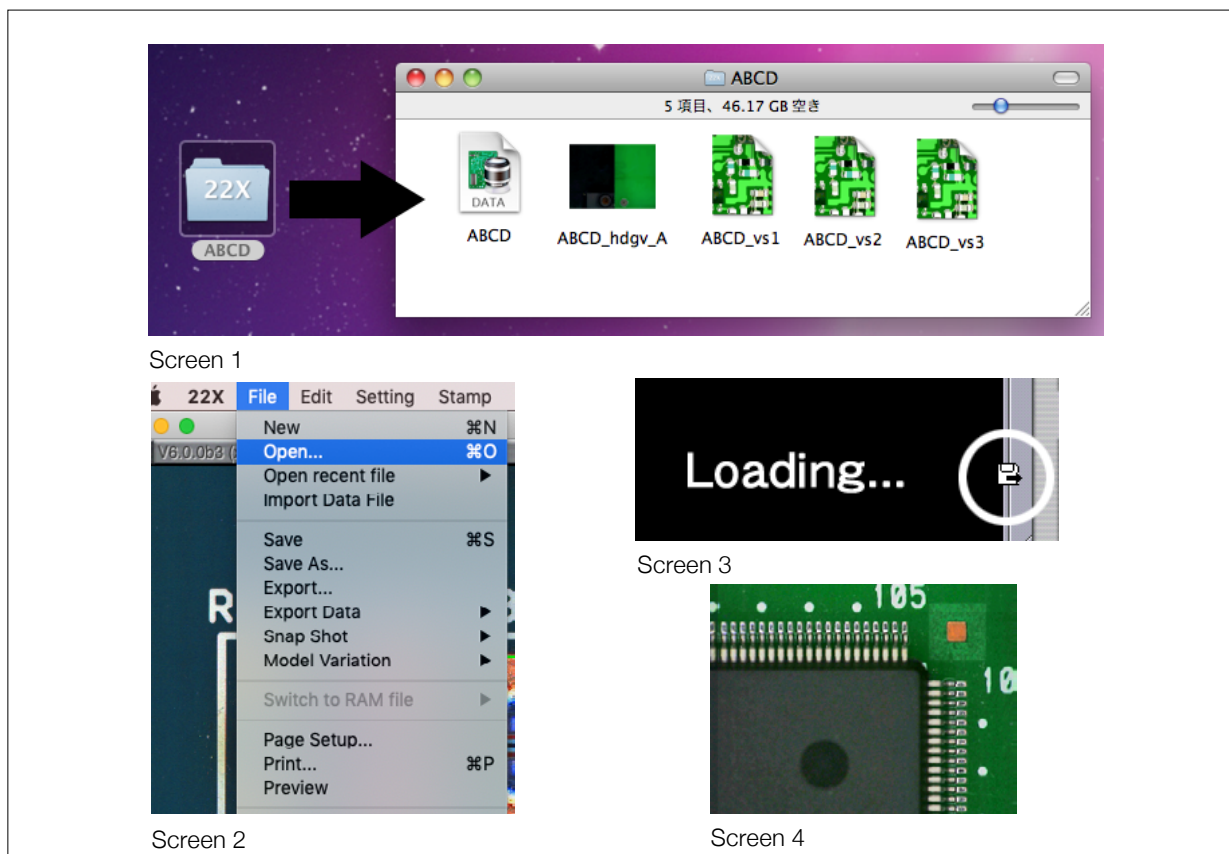 ABCD
5 項目、46.17 GB 空き
22X
ABCD
DATA
ABCD
ABCD_hdgv_A
ABCD_vs1
ABCD_vs2
ABCD_vs3
Screen 1
22X File Edit Setting Stamp
V6.0.0b3
New ⌘N
Open... ⌘O
Open recent file ▶
Import Data File
Save ⌘S
Save As...
Export...
Export Data ▶
Snap Shot ▶
Model Variation ▶
Switch to RAM file ▶
Page Setup...
Print... ⌘P
Preview
R
Screen 2
Loading...
Screen 3
105
10
Screen 4